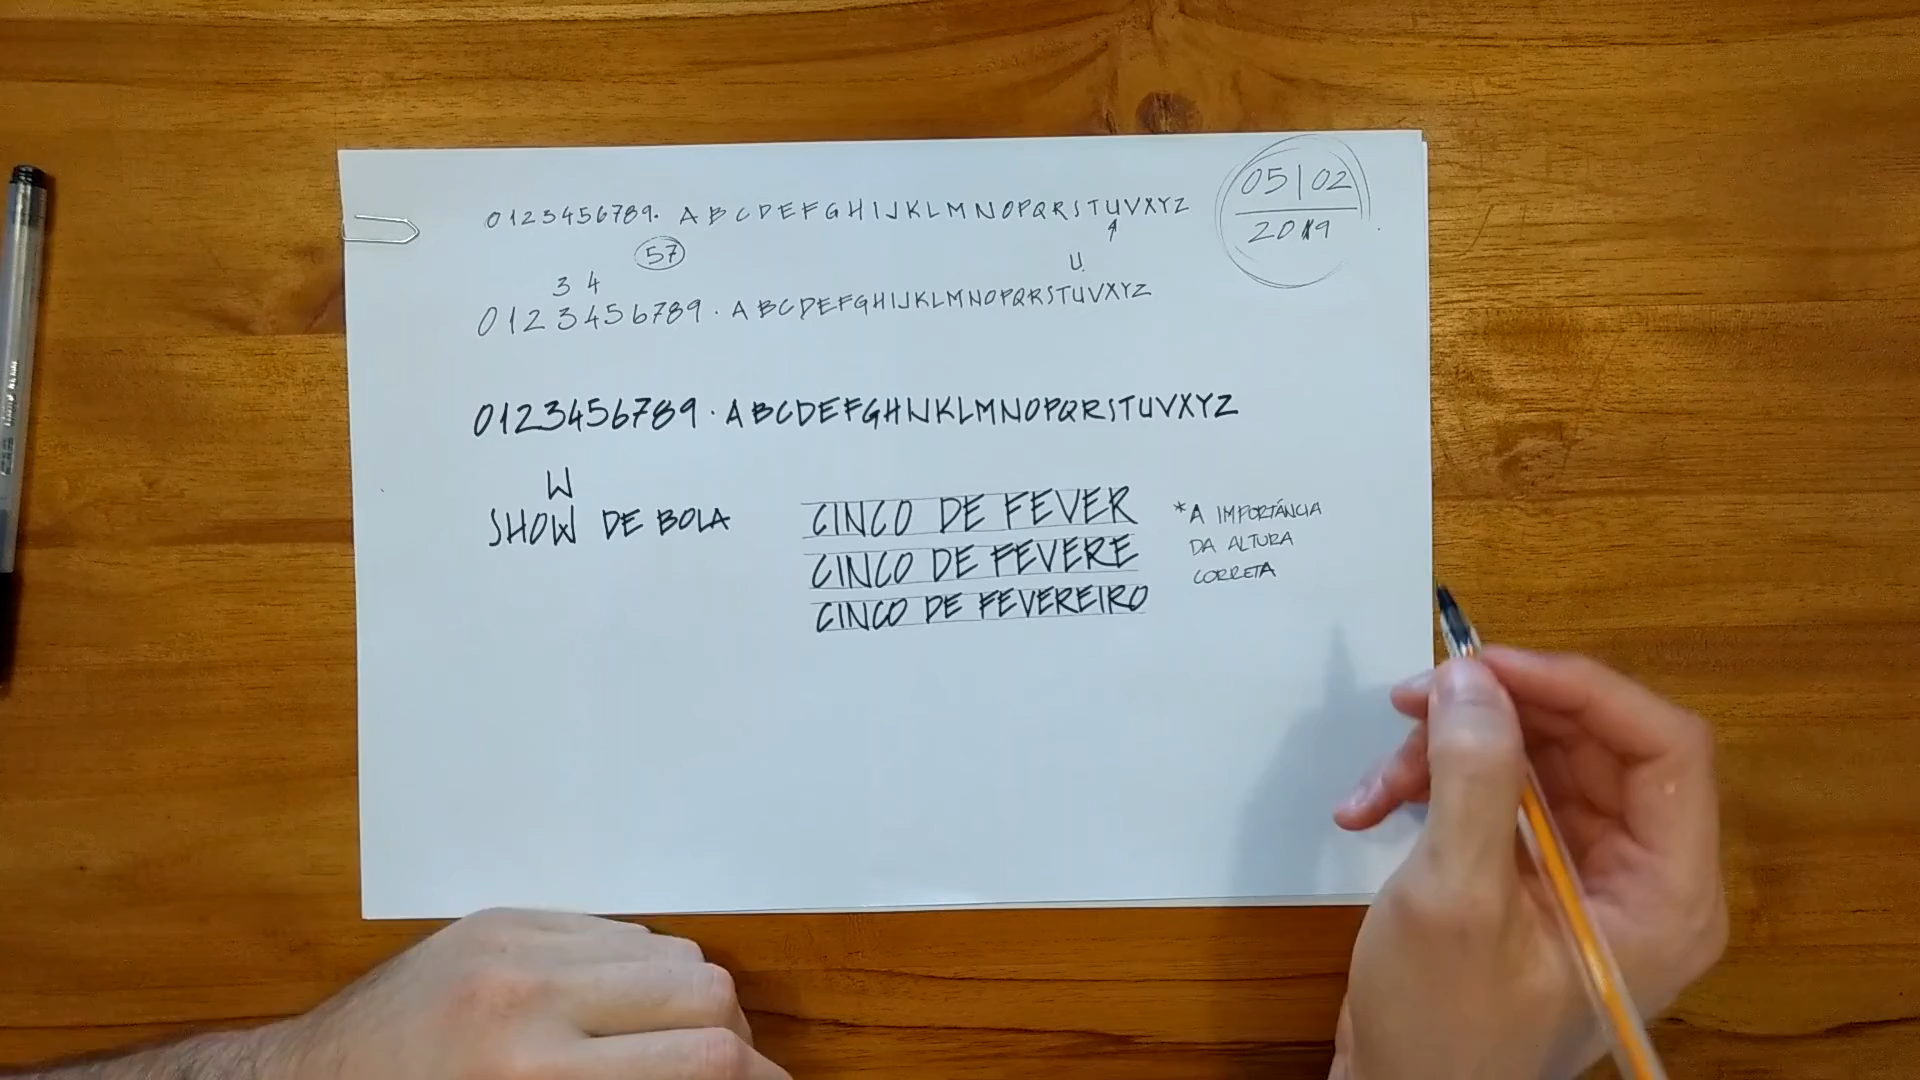 0123456789. ABCDEFGHIJKLMNOPQRSTUVXYZ
05|02
2019
57
U
3 4
0123456789. ABCDEFGHIJKLMNOPQRSTUVXYZ
0123456789. ABCDEFGHIJKLMNOPQRSTUVXYZ
W
SHOW DE BOLA
CINCO DE FEVER
CINCO DE FEVERE
CINCO DE FEVEREIRO
*A IMPORTÂNCIA
DA ALTURA
CORRETA